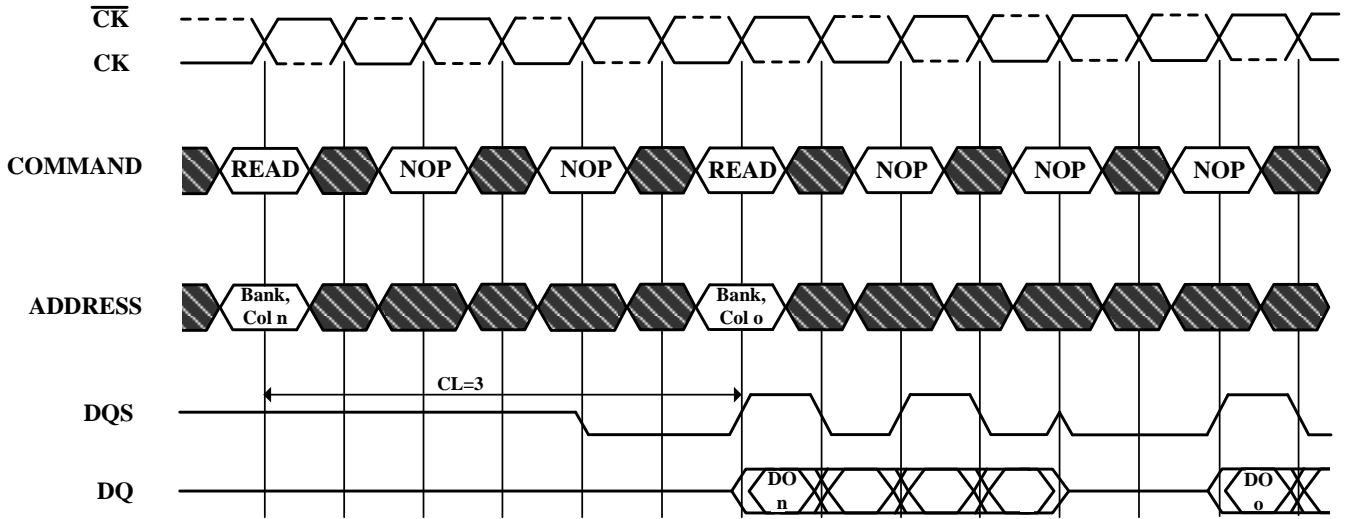 CK
CK
COMMAND
READ NOP NOP READ NOP NOP NOP
ADDRESS
Bank,
Col n
Bank,
Col o
CL=3
DQS
DQ
DO
n
DO
o